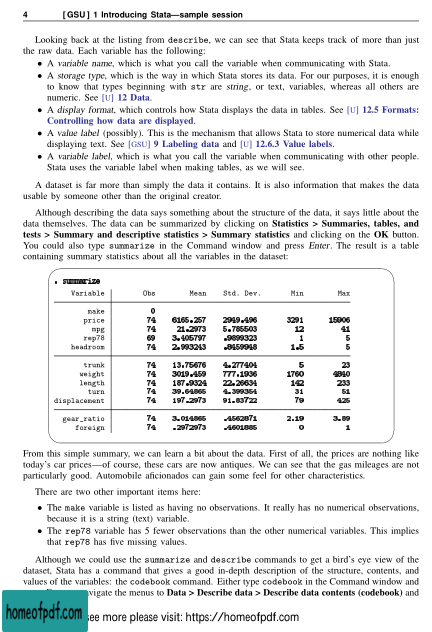 4 [GSU] 1 Introducing Stata—sample session
Looking back at the listing from describe, we can see that Stata keeps track of more than just
the raw data. Each variable has the following:
• A variable name, which is what you call the variable when communicating with Stata.
• A storage type, which is the way in which Stata stores its data. For our purposes, it is enough
to know that types beginning with str are string, or text, variables, whereas all others are
numeric. See [U] 12 Data.
• A display format, which controls how Stata displays the data in tables. See [U] 12.5 Formats:
Controlling how data are displayed.
• A value label (possibly). This is the mechanism that allows Stata to store numerical data while
displaying text. See [GSU] 9 Labeling data and [U] 12.6.3 Value labels.
• A variable label, which is what you call the variable when communicating with other people.
Stata uses the variable label when making tables, as we will see.
A dataset is far more than simply the data it contains. It is also information that makes the data
usable by someone other than the original creator.
Although describing the data says something about the structure of the data, it says little about the
data themselves. The data can be summarized by clicking on Statistics > Summaries, tables, and
tests > Summary and descriptive statistics > Summary statistics and clicking on the OK button.
You could also type summarize in the Command window and press Enter. The result is a table
containing summary statistics about all the variables in the dataset:
. summarize
Variable Obs Mean Std. Dev. Min Max
make 0
price 74 6165.257 2949.496 3291 15906
mpg 74 21.2973 5.785503 12 41
rep78 69 3.405797 .9899323 1 5
headroom 74 2.993243 .8459948 1.5 5
trunk 74 13.75676 4.277404 5 23
weight 74 3019.459 777.1936 1760 4840
length 74 187.9324 22.26634 142 233
turn 74 39.64865 4.399354 31 51
displacement 74 197.2973 91.83722 79 425
gear_ratio 74 3.014865 .4562871 2.19 3.89
foreign 74 .2972973 .4601885 0 1
From this simple summary, we can learn a bit about the data. First of all, the prices are nothing like
today's car prices—of course, these cars are now antiques. We can see that the gas mileages are not
particularly good. Automobile aficionados can gain some feel for other characteristics.
There are two other important items here:
• The make variable is listed as having no observations. It really has no numerical observations,
because it is a string (text) variable.
• The rep78 variable has 5 fewer observations than the other numerical variables. This implies
that rep78 has five missing values.
Although we could use the summarize and describe commands to get a bird's eye view of the
dataset, Stata has a command that gives a good in-depth description of the structure, contents, and
values of the variables: the codebook command. Either type codebook in the Command window and
vigate the menus to Data > Describe data > Describe data contents (codebook) and
homeofpdf.com
see more please visit: https://homeofpdf.com